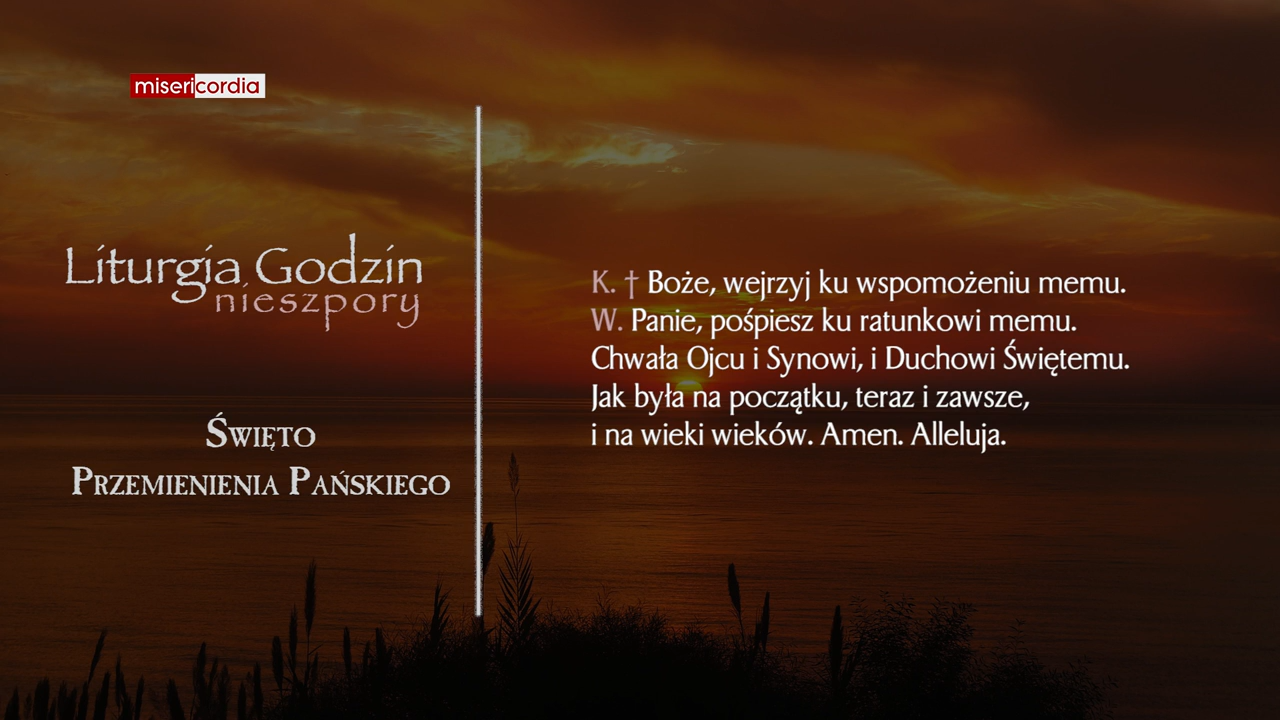 misericordia
Liturgia Godzin
nieszpory
Święto
Przemienienia Pańskiego
K. † Boże, wejrzyj ku wspomożeniu memu.
W. Panie, pośpiesz ku ratunkowi memu.
Chwała Ojcu i Synowi, i Duchowi Świętemu.
Jak była na początku, teraz i zawsze,
i na wieki wieków. Amen. Alleluja.